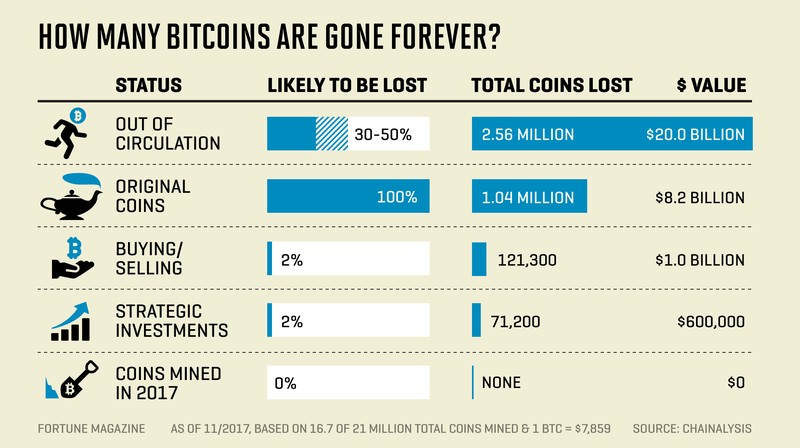 HOW MANY BITCOINS ARE GONE FOREVER?
STATUS LIKELY TO BE LOST TOTAL COINS LOST $ VALUE
OUT OF
CIRCULATION
30-50% 2.56 MILLION $20.0 BILLION
ORIGINAL
COINS
100% 1.04 MILLION $8.2 BILLION
BUYING/
SELLING
2% 121,300 $1.0 BILLION
STRATEGIC
INVESTMENTS
2% 71,200 $600,000
COINS MINED
IN 2017
0% NONE $0
FORTUNE MAGAZINE AS OF 11/2017, BASED ON 16.7 OF 21 MILLION TOTAL COINS MINED & 1 BTC = $7,859 SOURCE: CHAINALYSIS